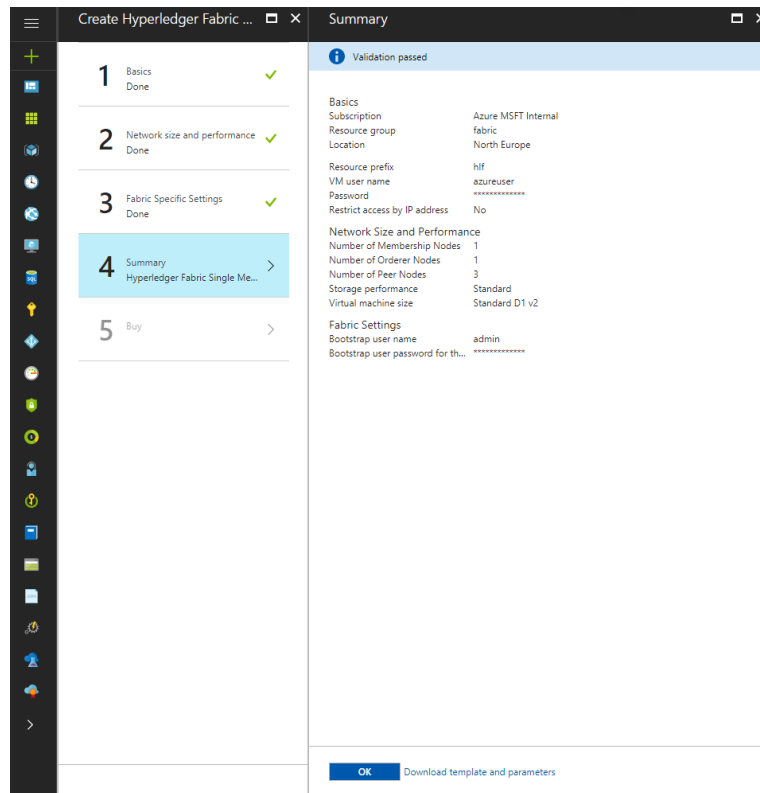 Create Hyperledger Fabric ...
1
Basics
Done
2
Network size and performance
Done
3
Fabric Specific Settings
Done
4
Summary
Hyperledger Fabric Single Me...
5
Buy
Summary
Validation passed
Basics
Subscription Azure MSFT Internal
Resource group fabric
Location North Europe
Resource prefix hlf
VM user name azureuser
Password *************
Restrict access by IP address No
Network Size and Performance
Number of Membership Nodes 1
Number of Orderer Nodes 1
Number of Peer Nodes 3
Storage performance Standard
Virtual machine size Standard D1 v2
Fabric Settings
Bootstrap user name admin
Bootstrap user password for th... *************
OK Download template and parameters